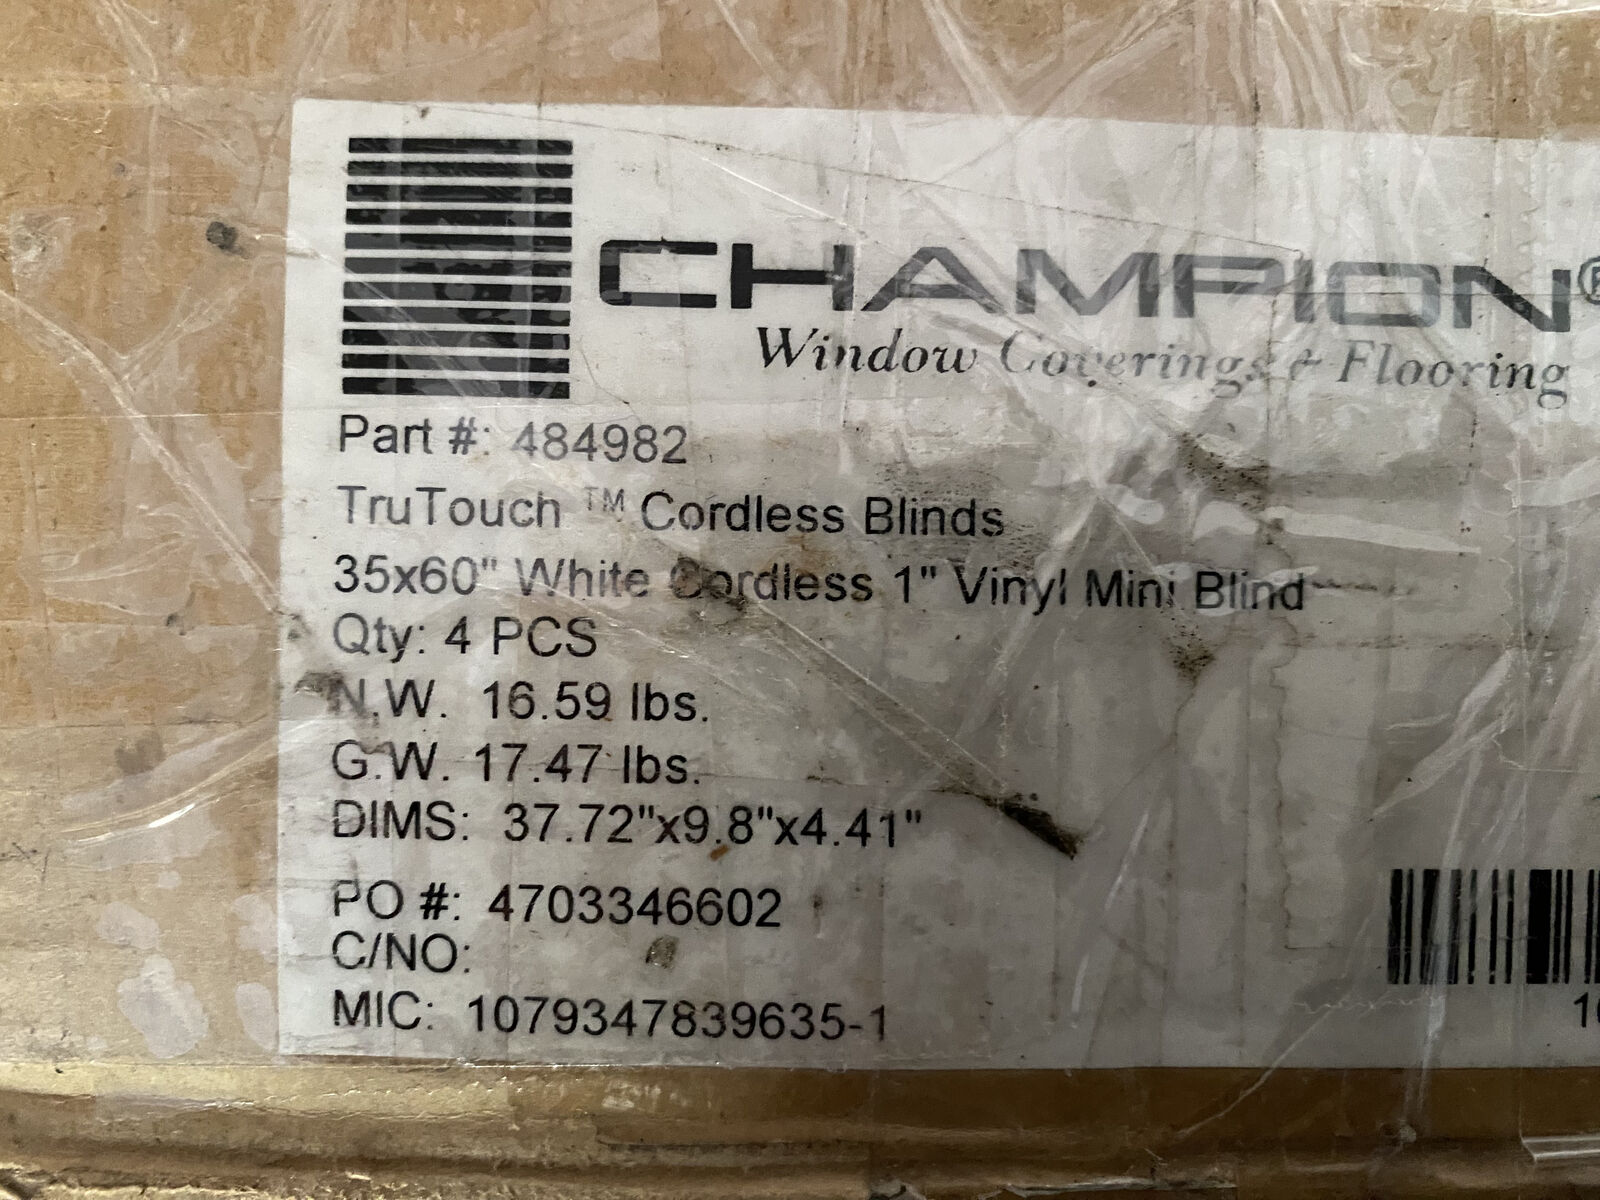 CHAMPION®
Window Coverings & Flooring
Part #: 484982
TruTouch ™ Cordless Blinds
35x60" White Cordless 1" Vinyl Mini Blind
Qty: 4 PCS
N.W. 16.59 lbs.
G.W. 17.47 lbs.
DIMS: 37.72"x9.8"x4.41"
PO #: 4703346602
C/NO:
MIC: 1079347839635-1